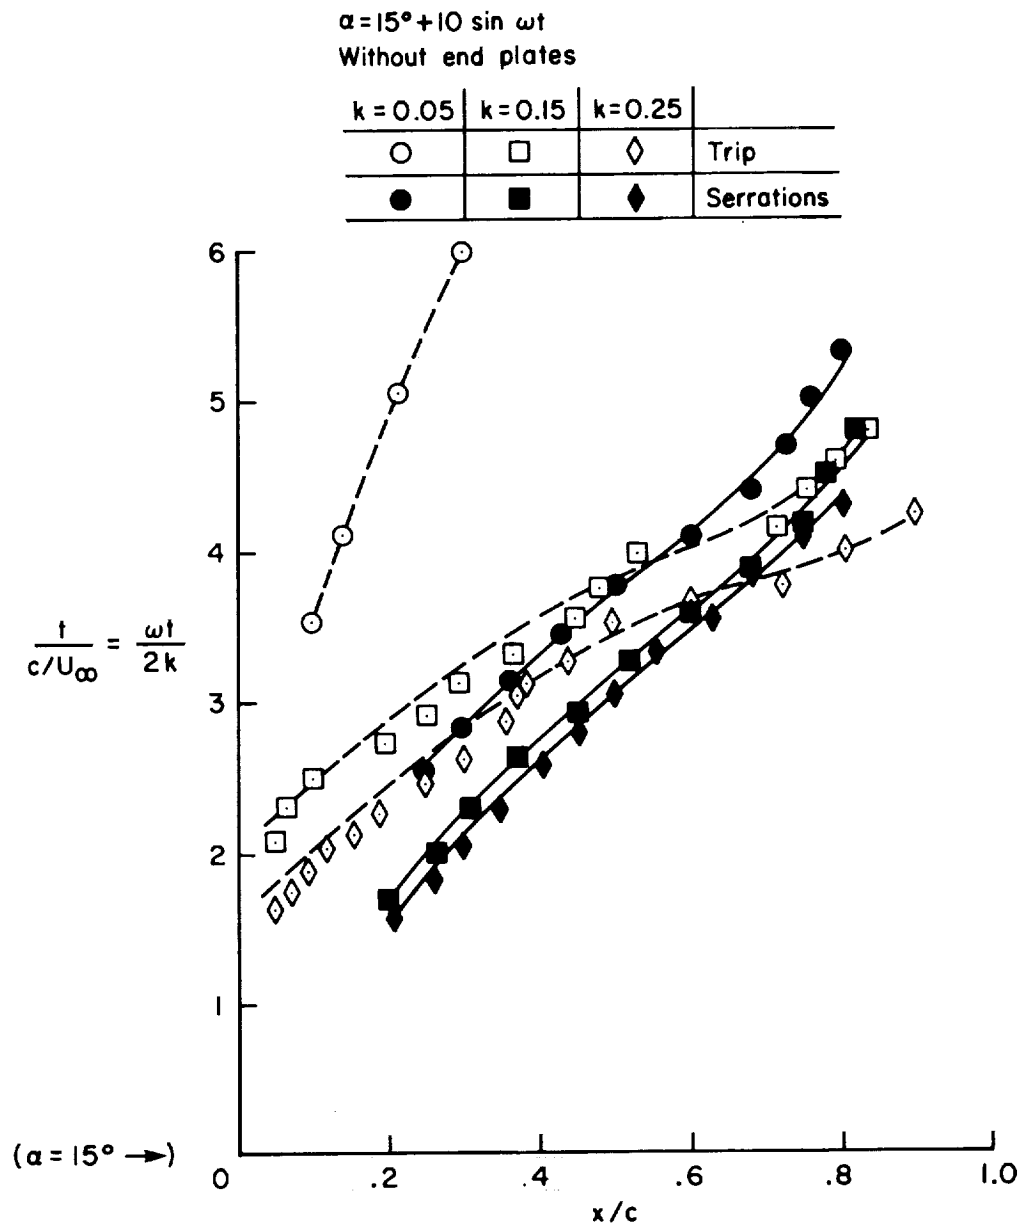 α = 15° + 10 sin ωt
Without end plates
k = 0.05 k = 0.15 k = 0.25
Trip
Serrations
6
5
4
t/(c/U∞) = ωt/2k
3
2
1
(α = 15° →)
0 .2 .4 .6 .8 1.0
x/c